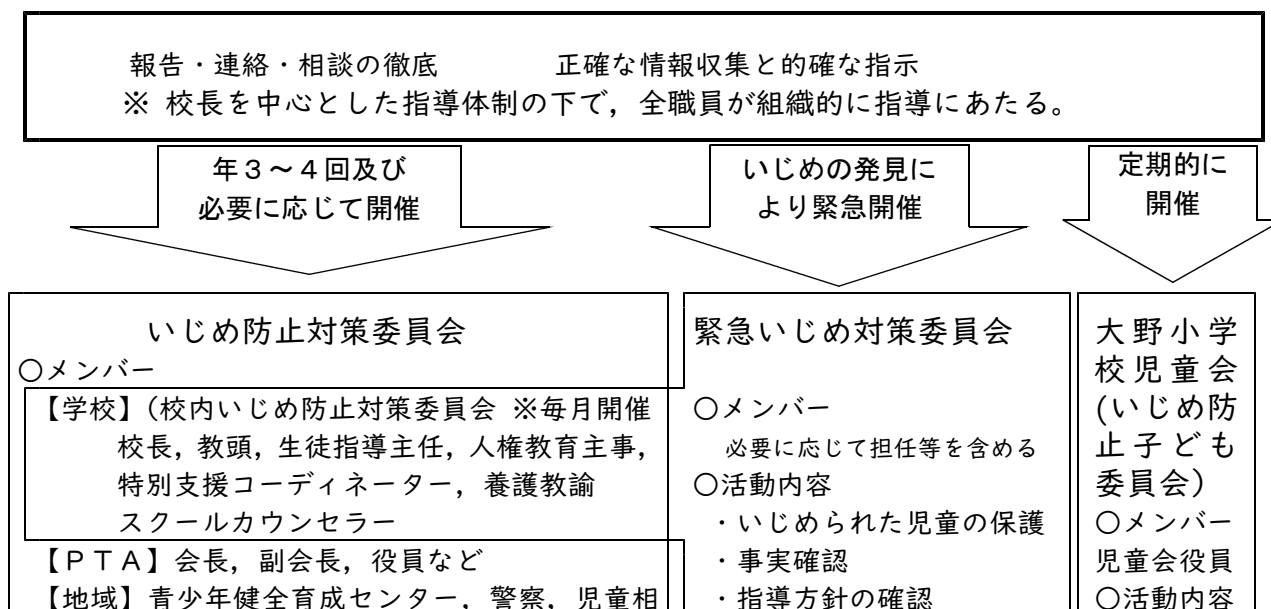 報告・連絡・相談の徹底　　　正確な情報収集と的確な指示
※ 校長を中心とした指導体制の下で，全職員が組織的に指導にあたる。
年３～４回及び
必要に応じて開催
いじめの発見に
より緊急開催
定期的に
開催
いじめ防止対策委員会
〇メンバー
【学校】（校内いじめ防止対策委員会 ※毎月開催
校長，教頭，生徒指導主任，人権教育主事，
特別支援コーディネーター，養護教諭
スクールカウンセラー
【ＰＴＡ】会長，副会長，役員など
【地域】青少年健全育成センター，警察，児童相
緊急いじめ対策委員会
〇メンバー
必要に応じて担任等を含める
〇活動内容
・いじめられた児童の保護
・事実確認
・指導方針の確認
大野小学
校児童会
(いじめ防
止子ども
委員会）
〇メンバー
児童会役員
〇活動内容